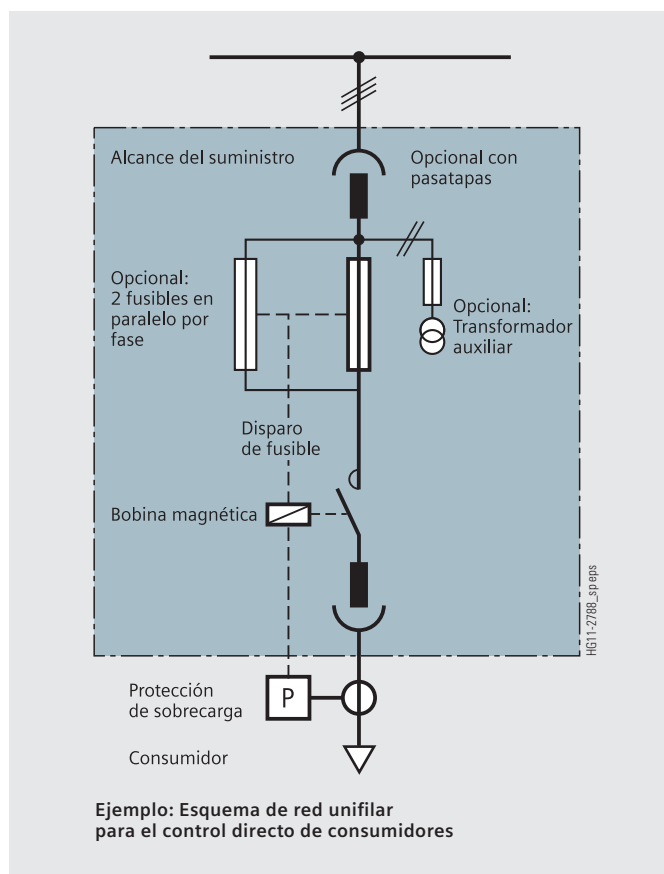 Alcance del suministro
Opcional con
pasatapas
Opcional:
2 fusibles en
paralelo por
fase
Opcional:
Transformador
auxiliar
Disparo
de fusible
Bobina magnética
HG11-2788_sp eps
Protección
de sobrecarga
P
Consumidor
Ejemplo: Esquema de red unifilar
para el control directo de consumidores